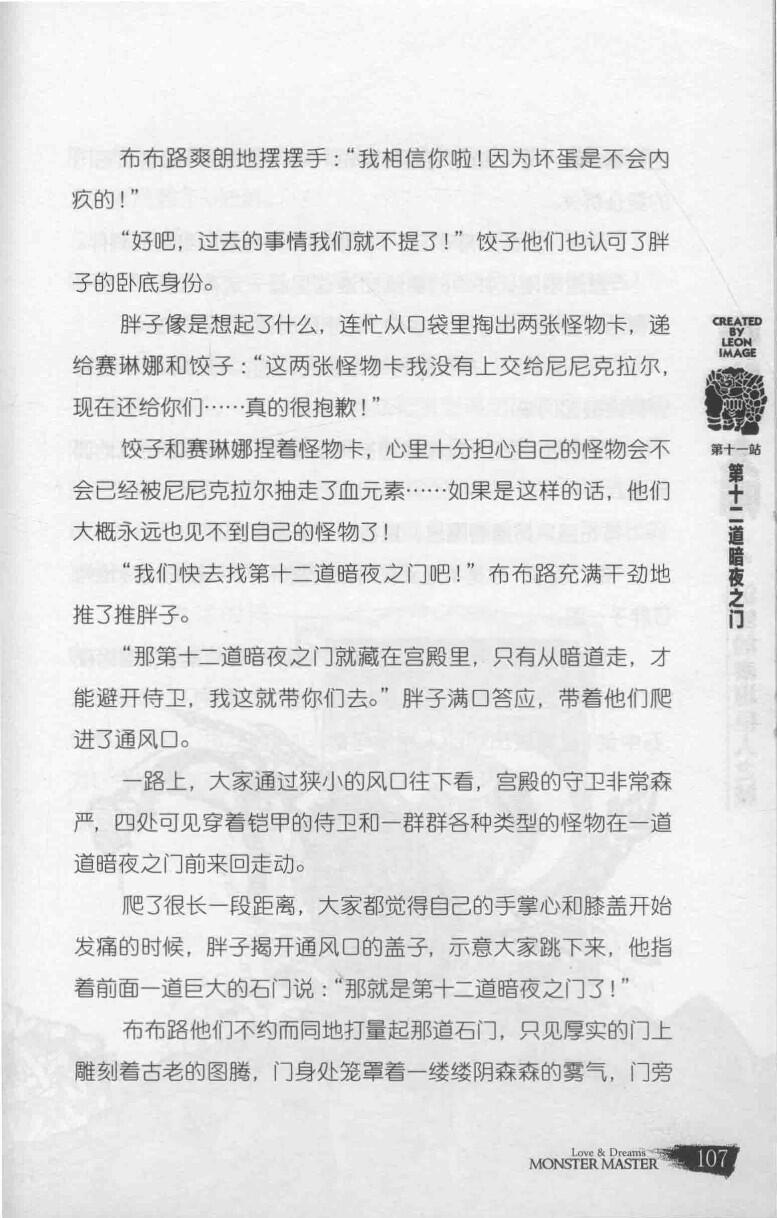 布布路爽朗地摆摆手：“我相信你啦！因为坏蛋是不会内
疚的！”
“好吧，过去的事情我们就不提了！”饺子他们也认可了胖
子的卧底身份。
胖子像是想起了什么，连忙从口袋里掏出两张怪物卡，递
给赛琳娜和饺子：“这两张怪物卡我没有上交给尼尼克拉尔，
现在还给你们……真的很抱歉！”
饺子和赛琳娜捏着怪物卡，心里十分担心自己的怪物会不
会已经被尼尼克拉尔抽走了血元素……如果是这样的话，他们
大概永远也见不到自己的怪物了！
“我们快去找第十二道暗夜之门吧！”布布路充满干劲地
推了推胖子。
“那第十二道暗夜之门就藏在宫殿里，只有从暗道走，才
能避开侍卫，我这就带你们去。”胖子满口答应，带着他们爬
进了通风口。
一路上，大家通过狭小的风口往下看，宫殿的守卫非常森
严，四处可见穿着铠甲的侍卫和一群群各种类型的怪物在一道
道暗夜之门前来回走动。
爬了很长一段距离，大家都觉得自己的手掌心和膝盖开始
发痛的时候，胖子揭开通风口的盖子，示意大家跳下来，他指
着前面一道巨大的石门说：“那就是第十二道暗夜之门了！”
布布路他们不约而同地打量起那道石门，只见厚实的门上
雕刻着古老的图腾，门身处笼罩着一缕缕阴森森的雾气，门旁
CREATED
BY
LEON
IMAGE
第十一站
第十二道暗夜之门
Love & Dreams
MONSTER MASTER
107